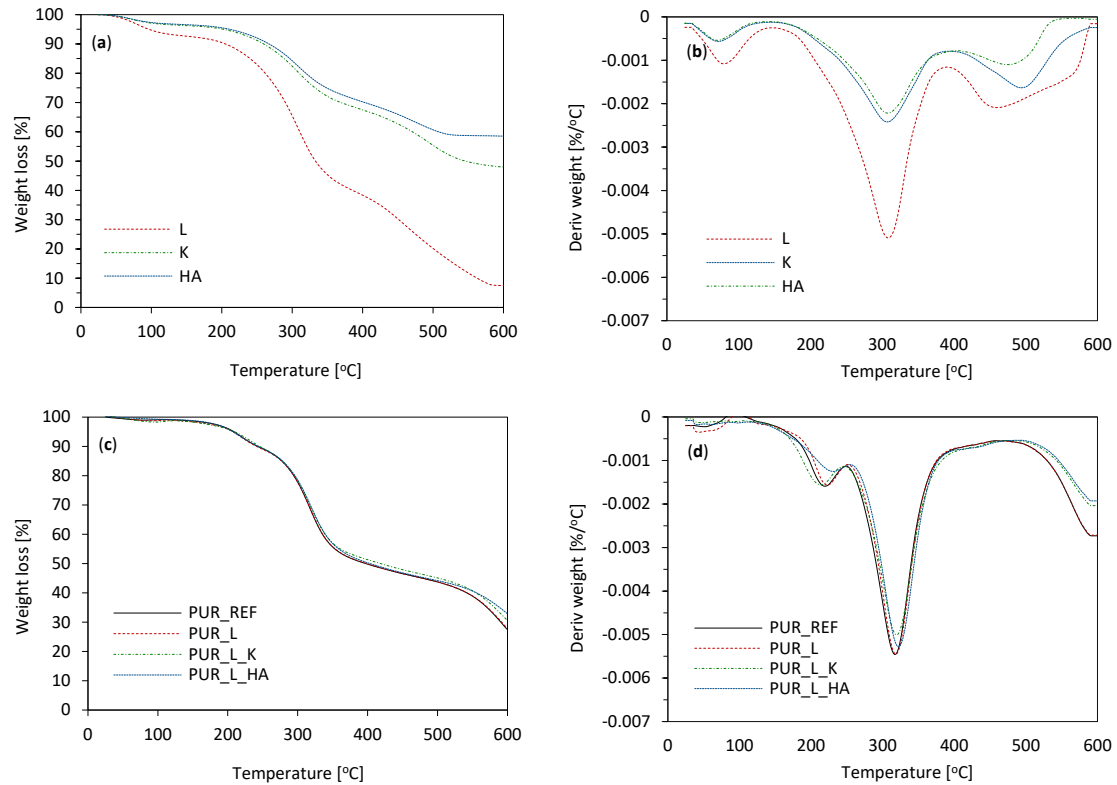 (a)
Weight loss [%]
100
90
80
70
60
50
40
30
20
10
0
L
K
HA
0 100 200 300 400 500 600
Temperature [°C]
(b)
Deriv weight [%/°C]
0
-0.001
-0.002
-0.003
-0.004
-0.005
-0.006
-0.007
L
K
HA
0 100 200 300 400 500 600
Temperature [°C]
(c)
Weight loss [%]
100
90
80
70
60
50
40
30
20
10
0
PUR_REF
PUR_L
PUR_L_K
PUR_L_HA
0 100 200 300 400 500 600
Temperature [°C]
(d)
Deriv weight [%/°C]
0
-0.001
-0.002
-0.003
-0.004
-0.005
-0.006
-0.007
PUR_REF
PUR_L
PUR_L_K
PUR_L_HA
0 100 200 300 400 500 600
Temperature [°C]